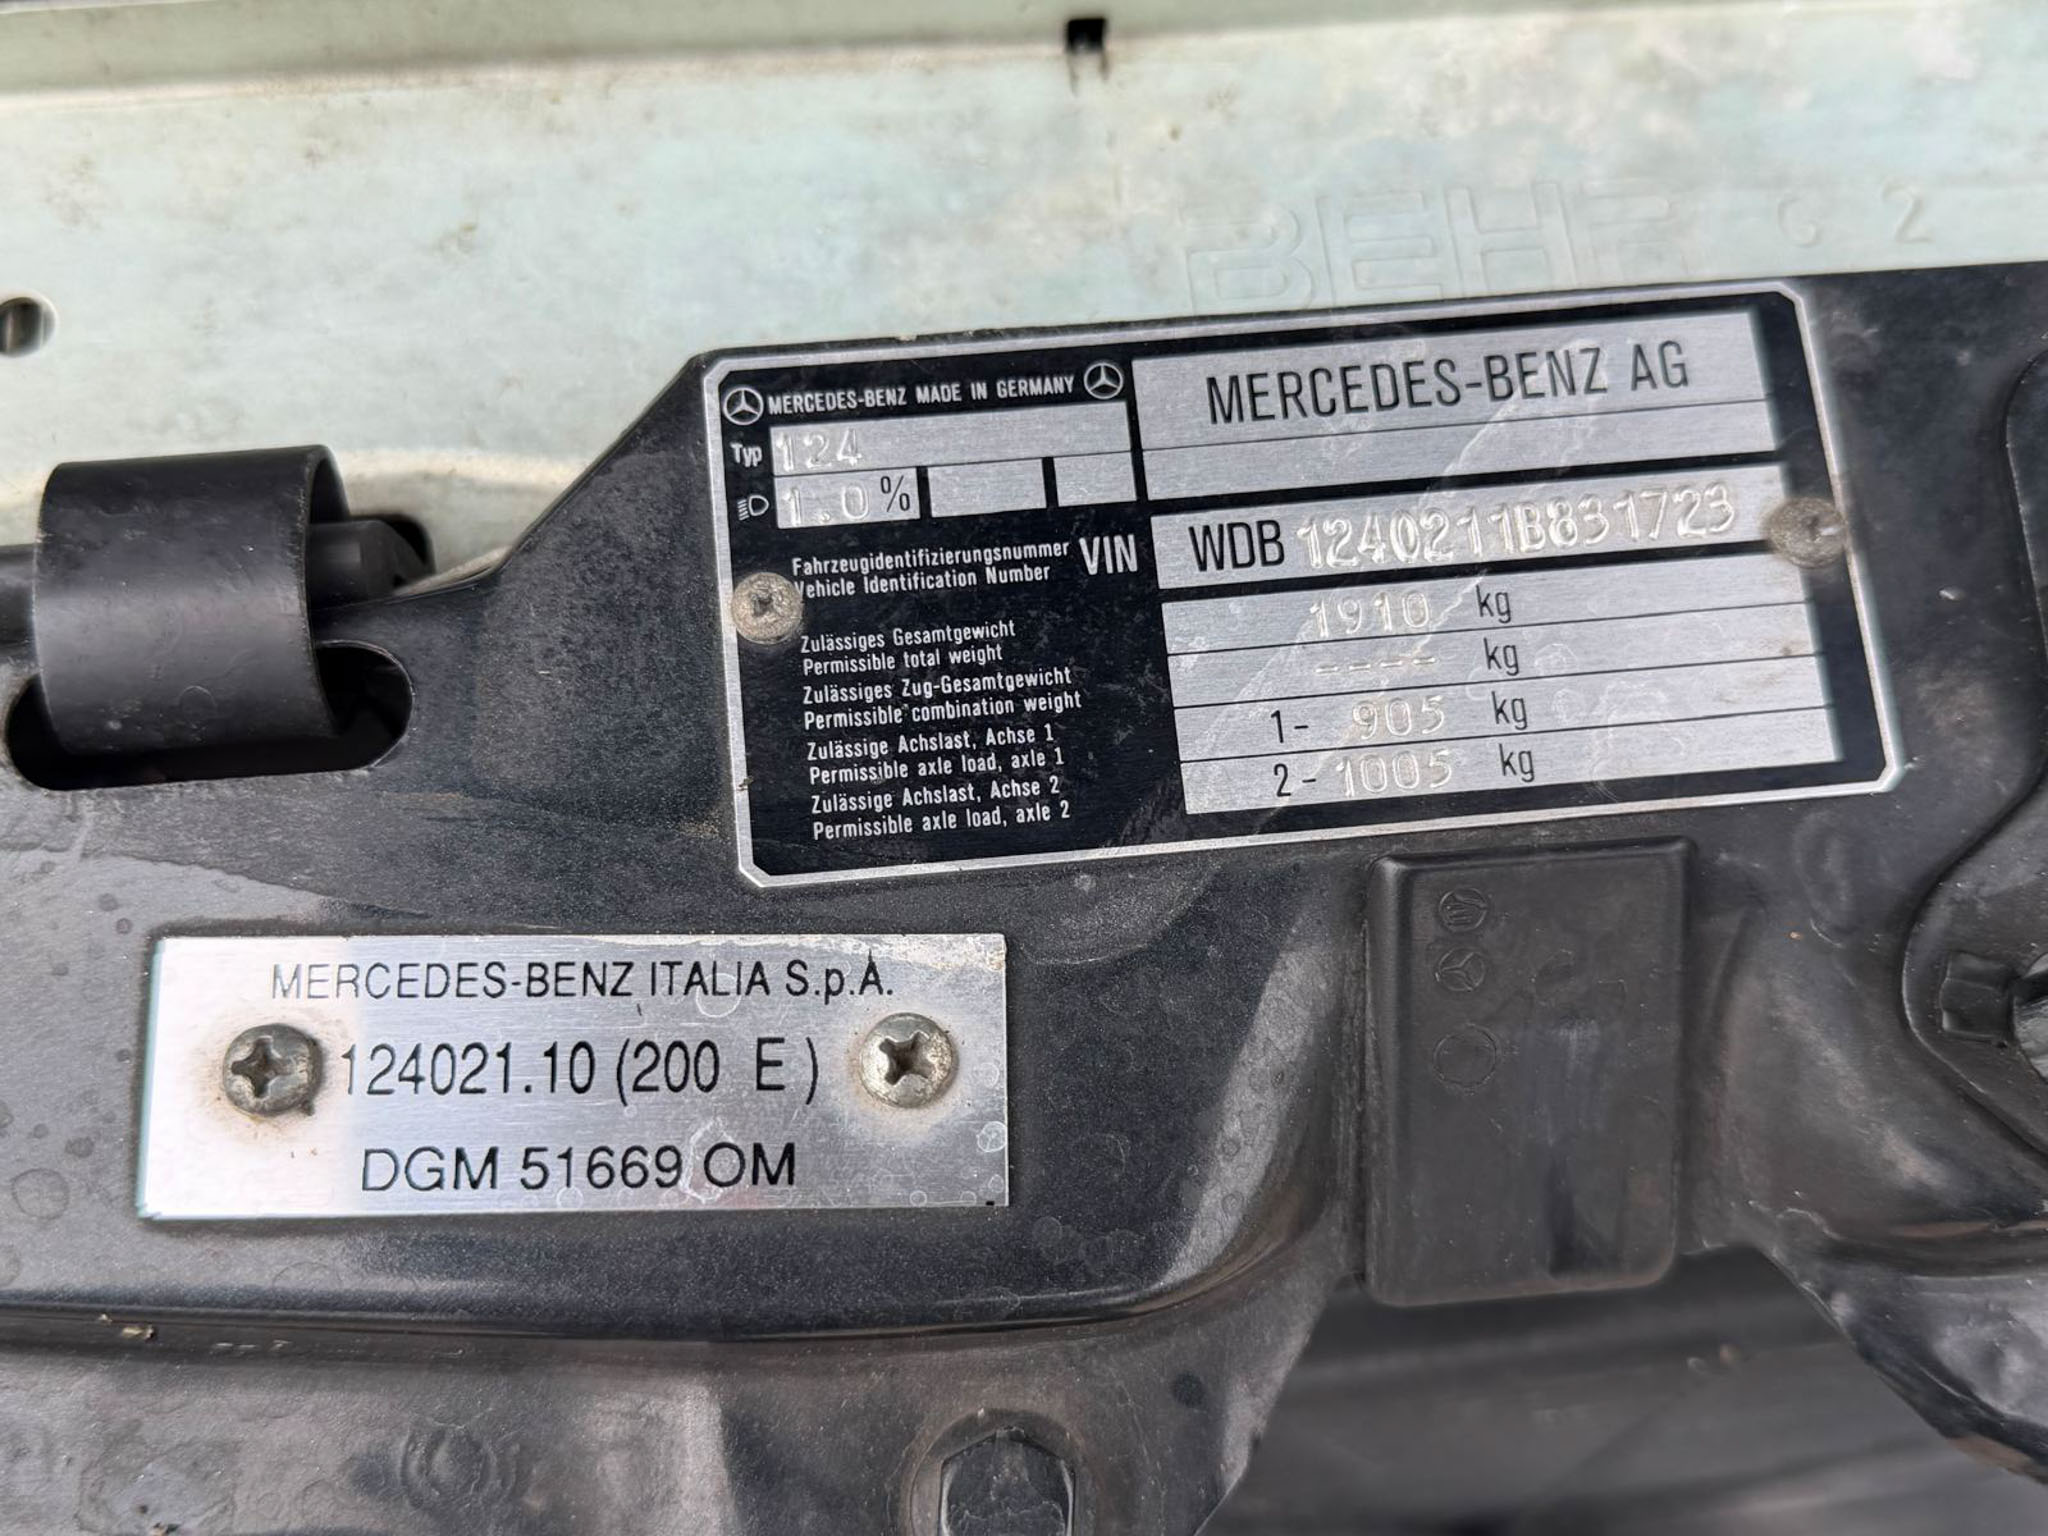 BEHR G 2
MERCEDES-BENZ MADE IN GERMANY
MERCEDES-BENZ AG
Typ 124
1.0%
Fahrzeugidentifizierungsnummer
Vehicle Identification Number
VIN
WDB 1240211B831723
Zulässiges Gesamtgewicht
Permissible total weight
1910 kg
Zulässiges Zug-Gesamtgewicht
Permissible combination weight
---- kg
Zulässige Achslast, Achse 1
Permissible axle load, axle 1
1- 905 kg
Zulässige Achslast, Achse 2
Permissible axle load, axle 2
2- 1005 kg
MERCEDES-BENZ ITALIA S.p.A.
124021.10 (200 E)
DGM 51669 OM